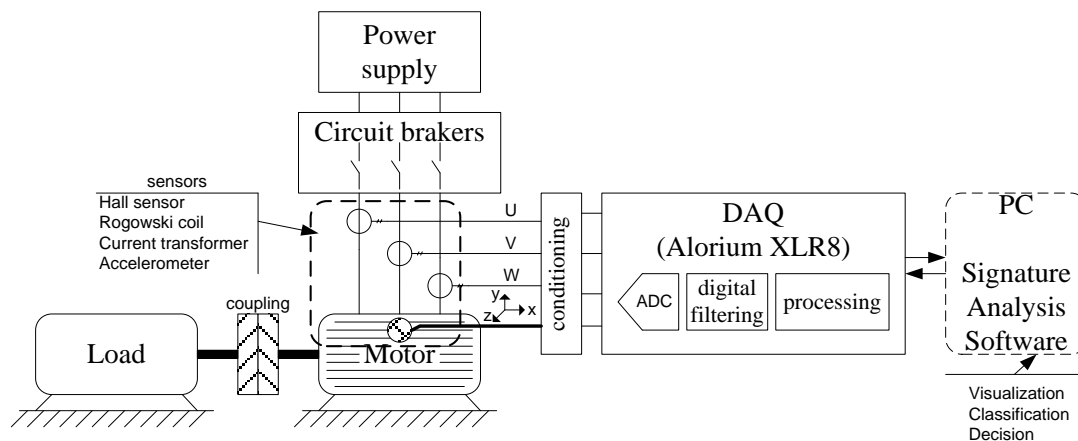 Power
supply
Circuit brakers
sensors
Hall sensor
Rogowski coil
Current transformer
Accelerometer
U
V
W
y
x
z
conditioning
DAQ
(Alorium XLR8)
ADC
digital
filtering
processing
PC
Signature
Analysis
Software
coupling
Load
Motor
Visualization
Classification
Decision